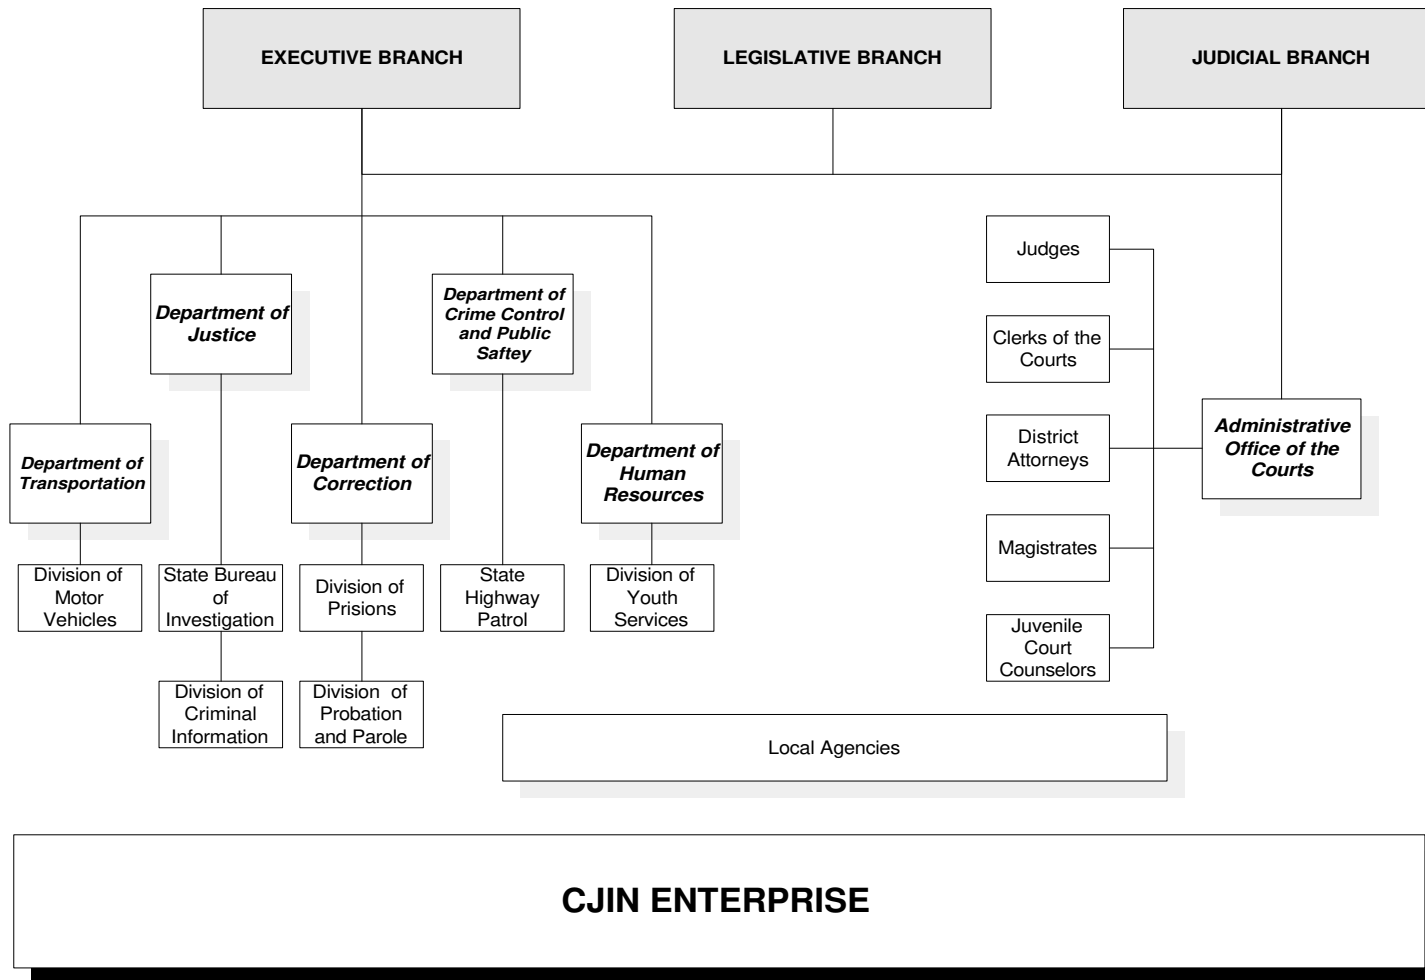 EXECUTIVE BRANCH
LEGISLATIVE BRANCH
JUDICIAL BRANCH
Department of
Justice
Department of
Crime Control
and Public
Saftey
Department of
Transportation
Department of
Correction
Department of
Human
Resources
Division of
Motor
Vehicles
State Bureau
of
Investigation
Division of
Prisions
State
Highway
Patrol
Division of
Youth
Services
Division of
Criminal
Information
Division of
Probation
and Parole
Judges
Clerks of the
Courts
District
Attorneys
Magistrates
Juvenile
Court
Counselors
Administrative
Office of the
Courts
Local Agencies
CJIN ENTERPRISE